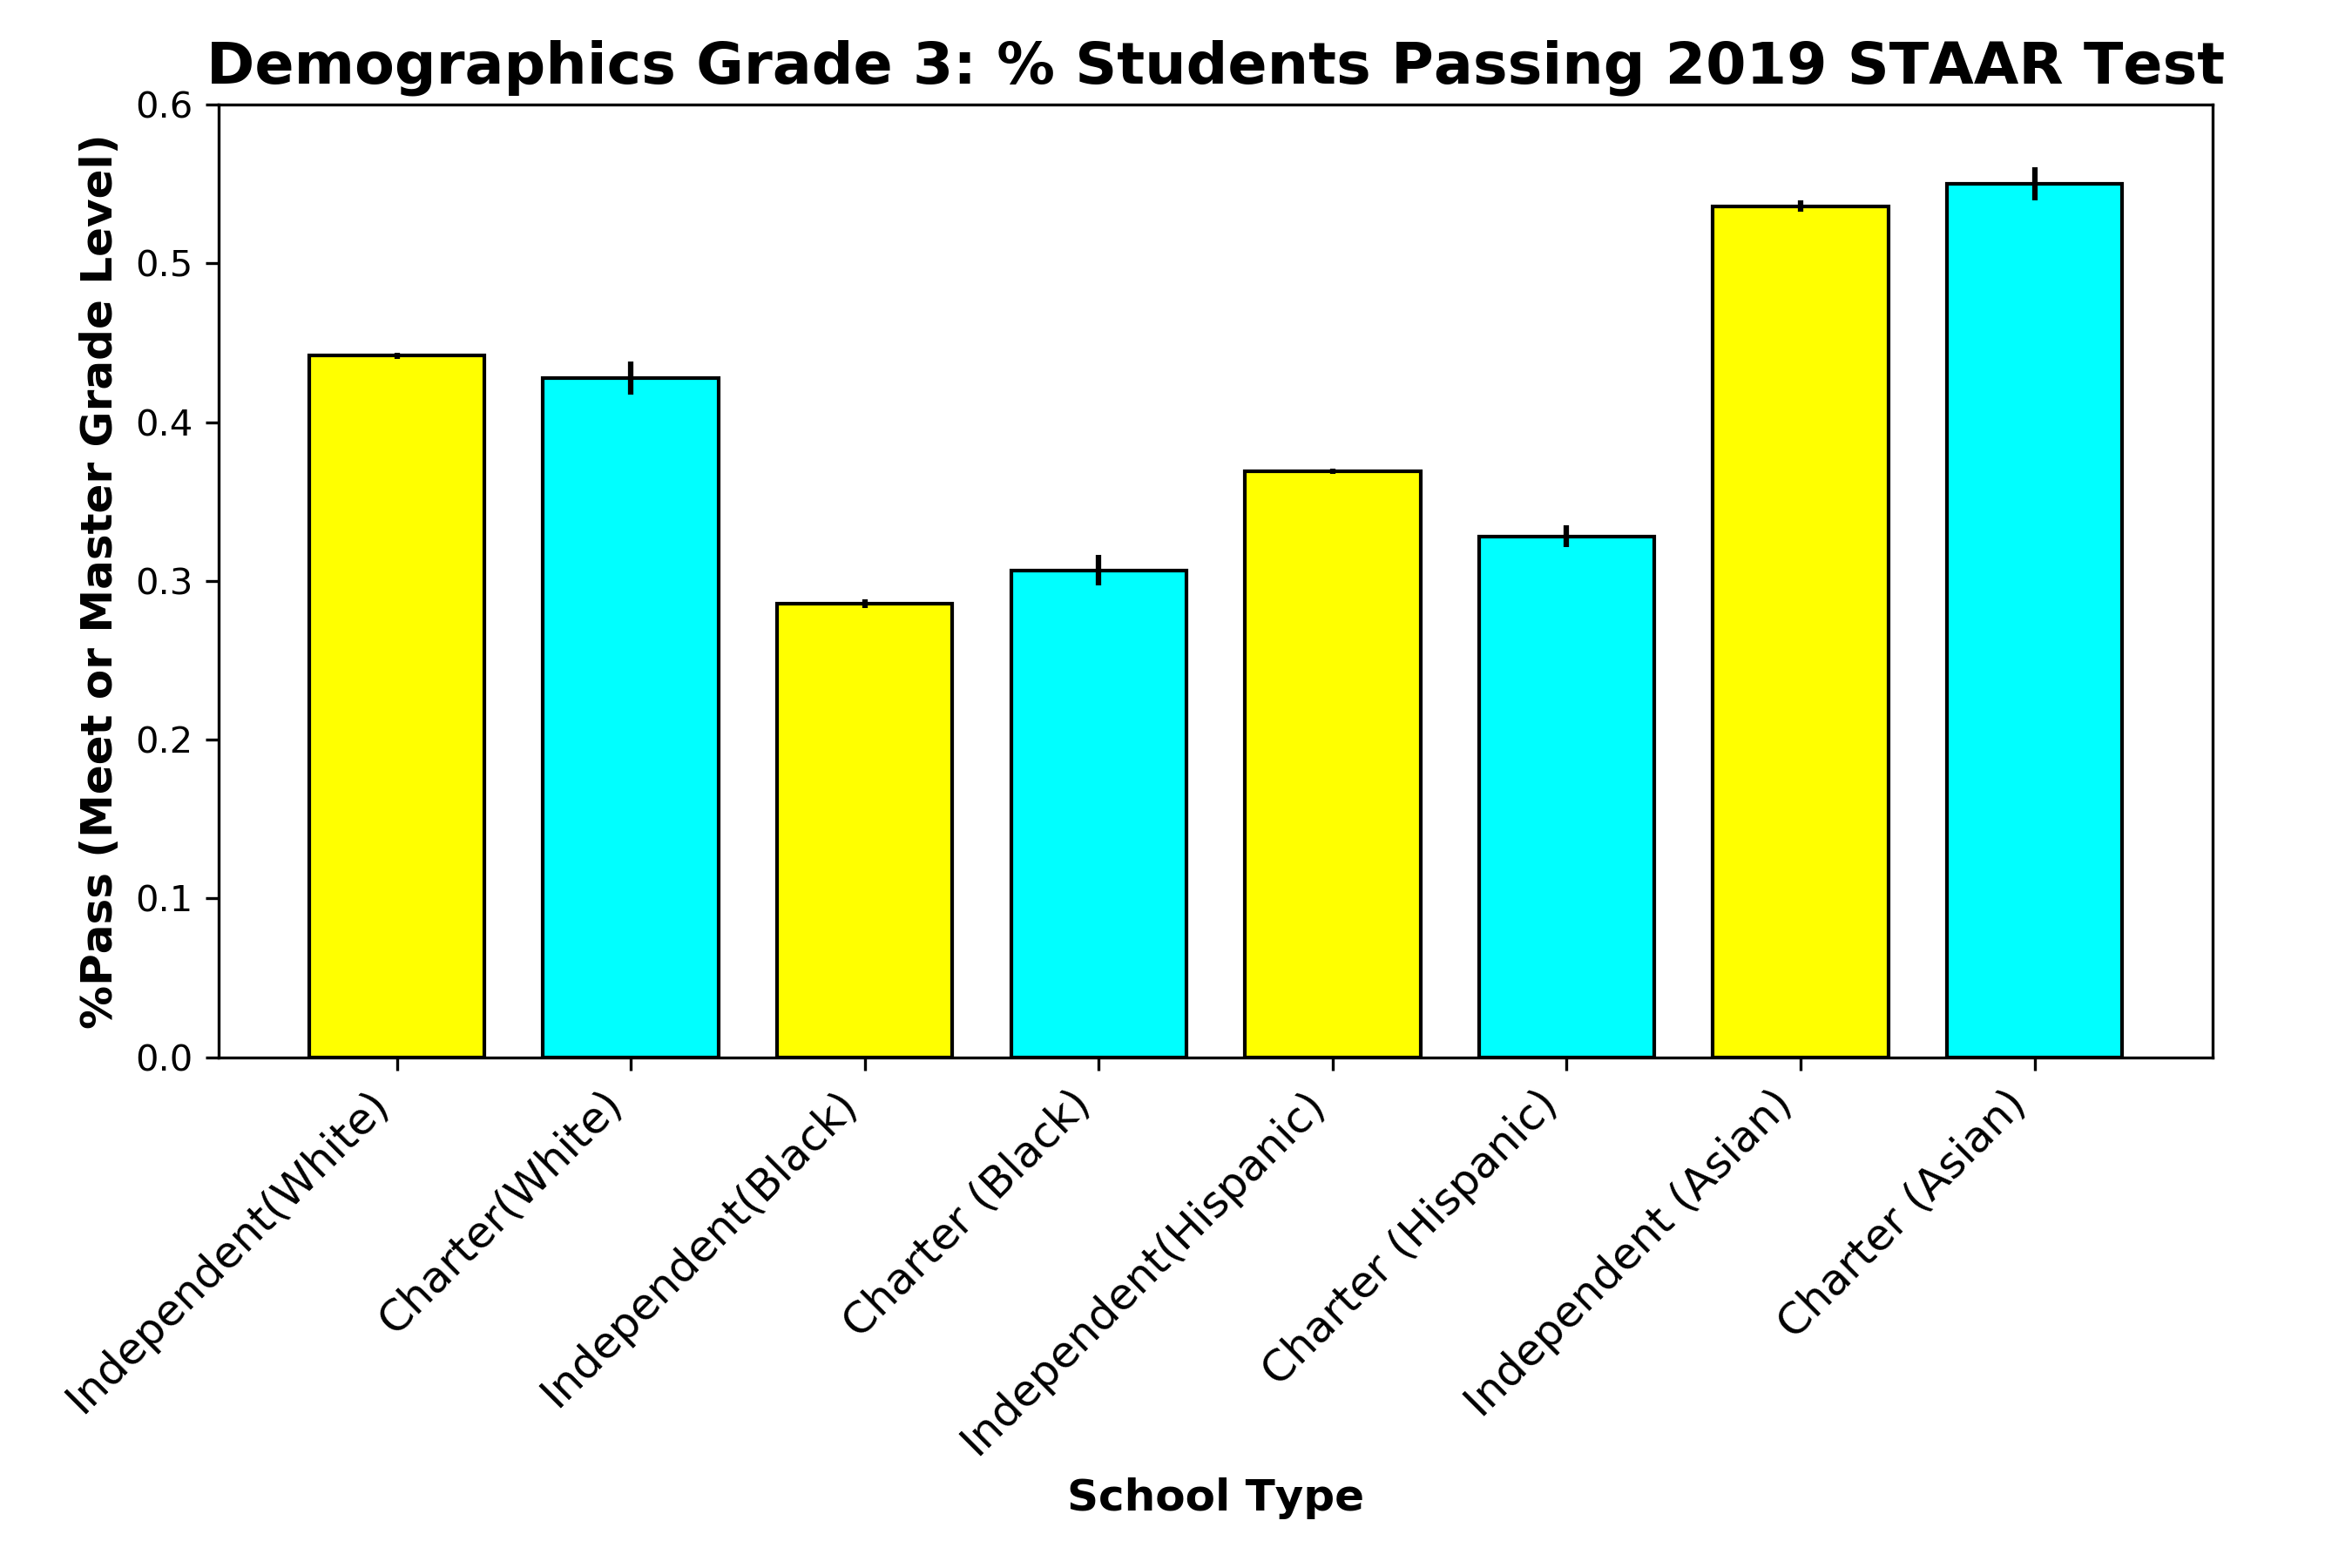 Demographics Grade 3: % Students Passing 2019 STAAR Test
%Pass (Meet or Master Grade Level)
0.6
0.5
0.4
0.3
0.2
0.1
0.0
Independent(White)
Charter(White)
Independent(Black)
Charter (Black)
Independent(Hispanic)
Charter (Hispanic)
Independent (Asian)
Charter (Asian)
School Type